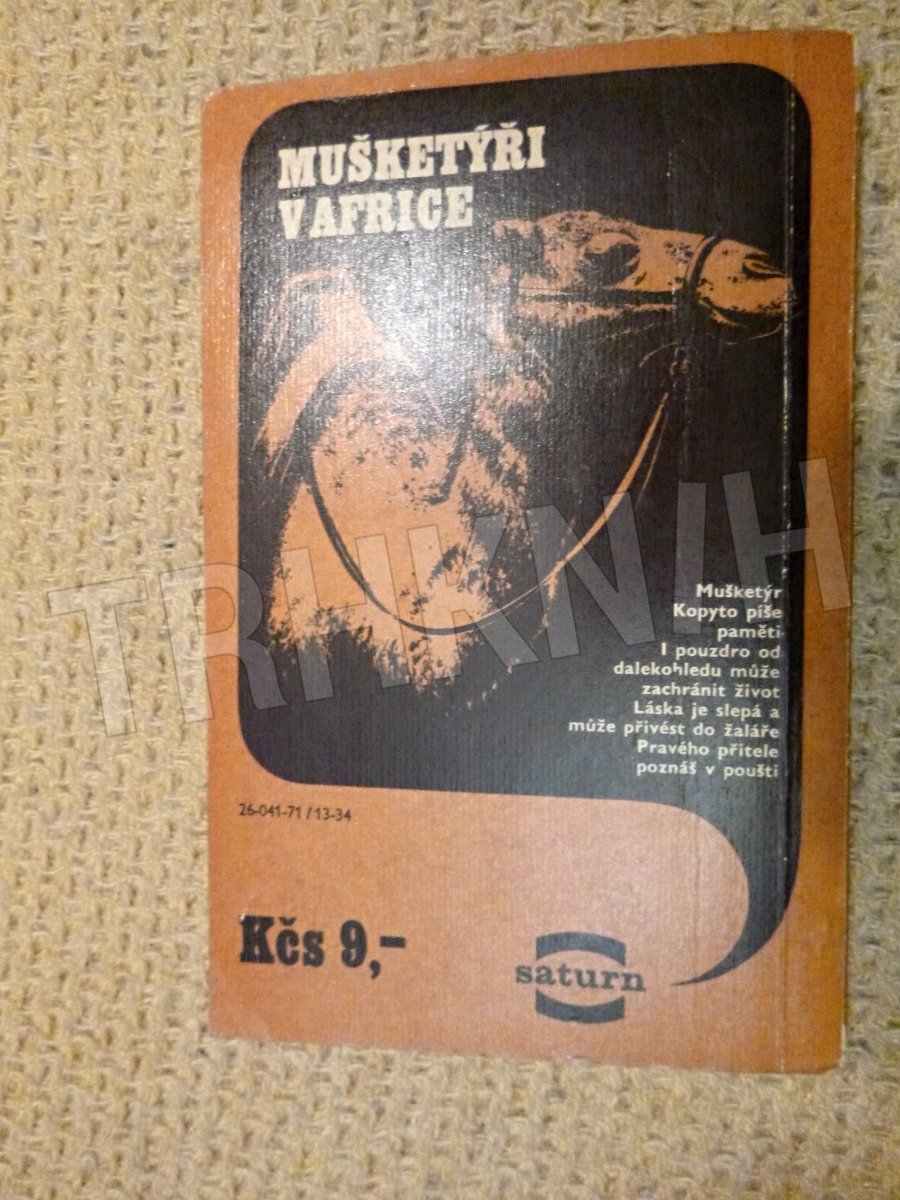 MUŠKETÝŘI
V AFRICE
Mušketýr
Kopyto píše
paměti
I pouzdro od
dalekohledu může
zachránit život
Láska je slepá a
může přivést do žaláře
Pravého přítele
poznáš v poušti
26-041-71/13-34
Kčs 9,-
saturn
TRHKNIH